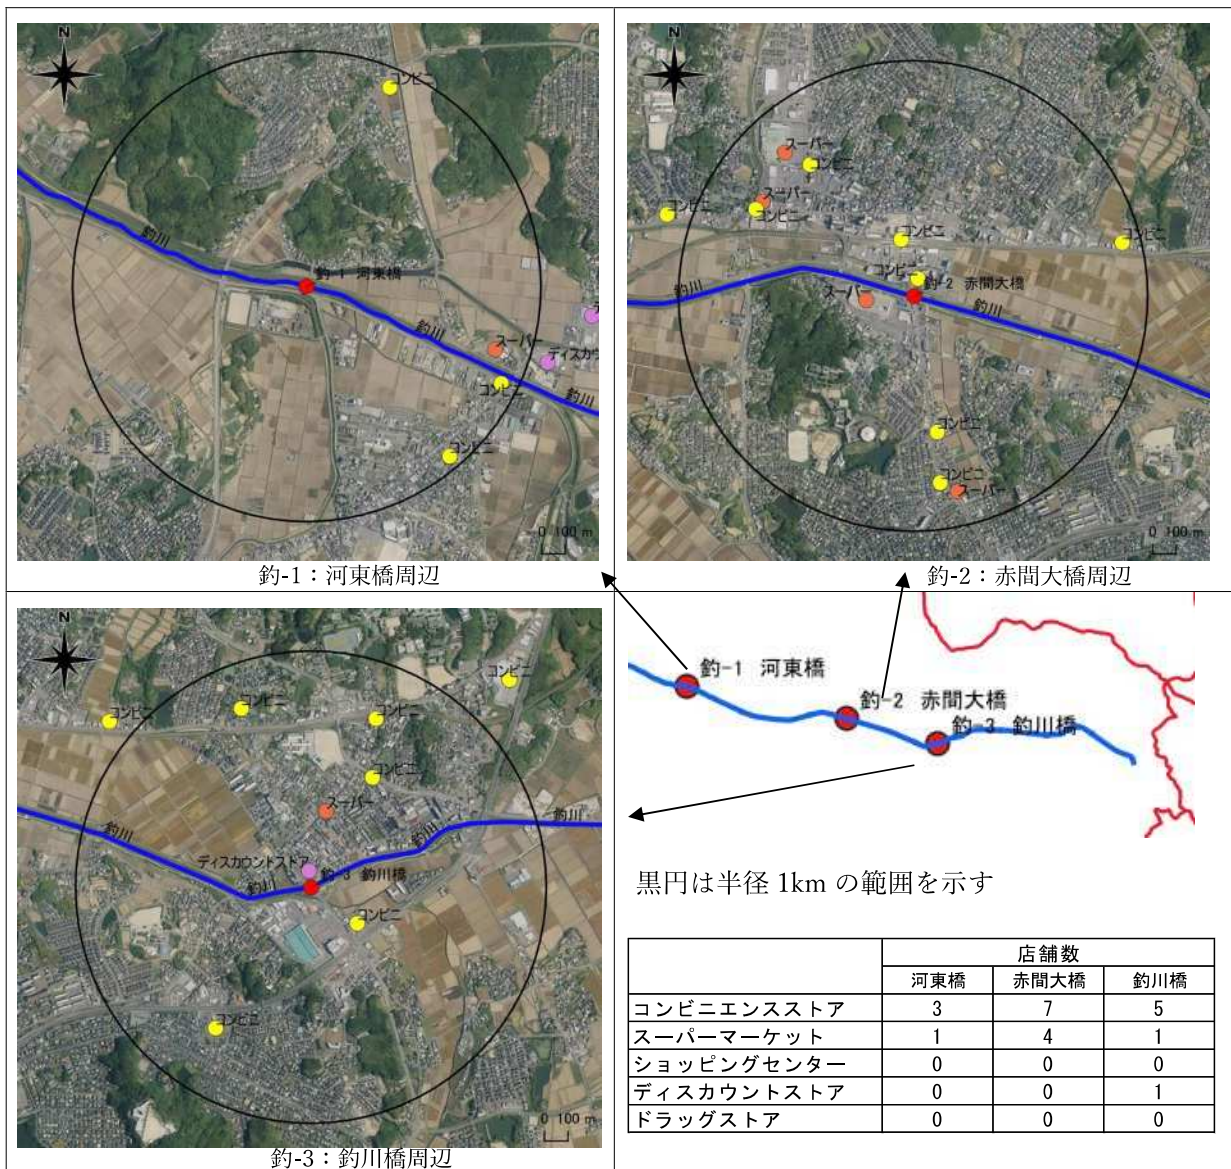 N
コンビニ
釣川
釣-1 河東橋
釣川
スーパー
ディスカウ
コンビニ
釣川
コンビニ
0 100 m
釣-1：河東橋周辺
N
スーパー
コンビニ
スーパー
コンビニ
コンビニ
コンビニ
コンビニ
コンビニ
釣川
釣-2 赤間大橋
スーパー
釣川
コンビニ
コンビニ
スーパー
0 100 m
釣-2：赤間大橋周辺
N
コンビニ
コンビニ
コンビニ
コンビニ
コンビニ
スーパー
釣川
釣川
釣川
ディスカウントストア
釣-3 釣川橋
釣川
コンビニ
コンビニ
0 100 m
釣-3：釣川橋周辺
釣-1 河東橋
釣-2 赤間大橋
釣-3 釣川橋
黒円は半径 1km の範囲を示す
店舗数
河東橋 赤間大橋 釣川橋
コンビニエンスストア 3 7 5
スーパーマーケット 1 4 1
ショッピングセンター 0 0 0
ディスカウントストア 0 0 1
ドラッグストア 0 0 0